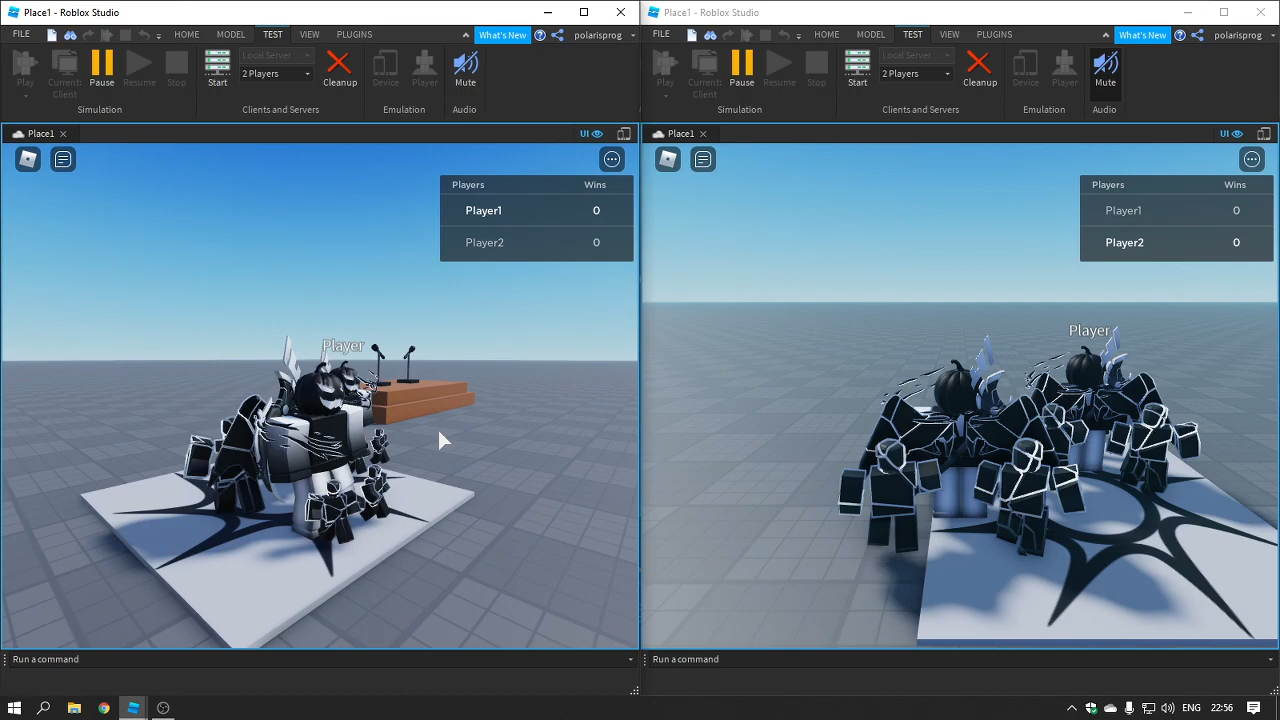 Place1 - Roblox Studio
FILE HOME MODEL TEST VIEW PLUGINS What's New polarisprog
Play Current: Client Pause Resume Stop
Local Server
2 Players
Start Cleanup Device Player Mute
Simulation Clients and Servers Emulation Audio
Place1 UI
Players Wins
Player1 0
Player2 0
Player
Run a command
Place1 - Roblox Studio
FILE HOME MODEL TEST VIEW PLUGINS What's New polarisprog
Play Current: Client Pause Resume Stop
Local Server
2 Players
Start Cleanup Device Player Mute
Simulation Clients and Servers Emulation Audio
Place1 UI
Players Wins
Player1 0
Player2 0
Player
Run a command
ENG 22:56